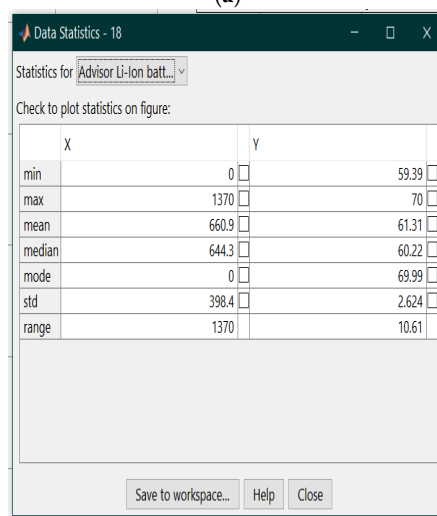 (a)
Data Statistics - 18
Statistics for Advisor Li-Ion batt...
Check to plot statistics on figure:
X Y
min 0 59.39
max 1370 70
mean 660.9 61.31
median 644.3 60.22
mode 0 69.99
std 398.4 2.624
range 1370 10.61
Save to workspace... Help Close